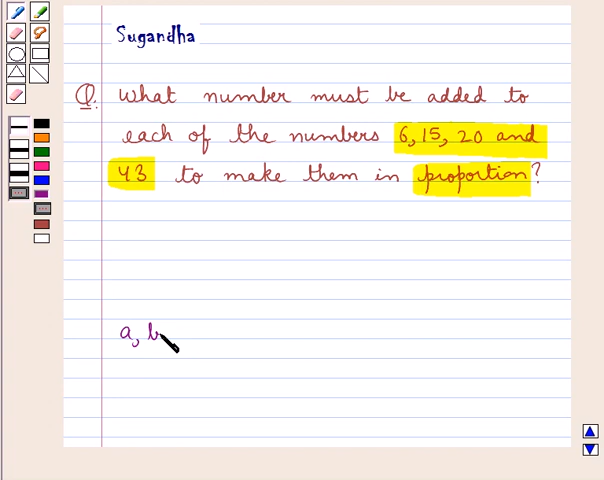 Sugandha
Q. What number must be added to
each of the numbers 6, 15, 20 and
43 to make them in proportion?
a, b